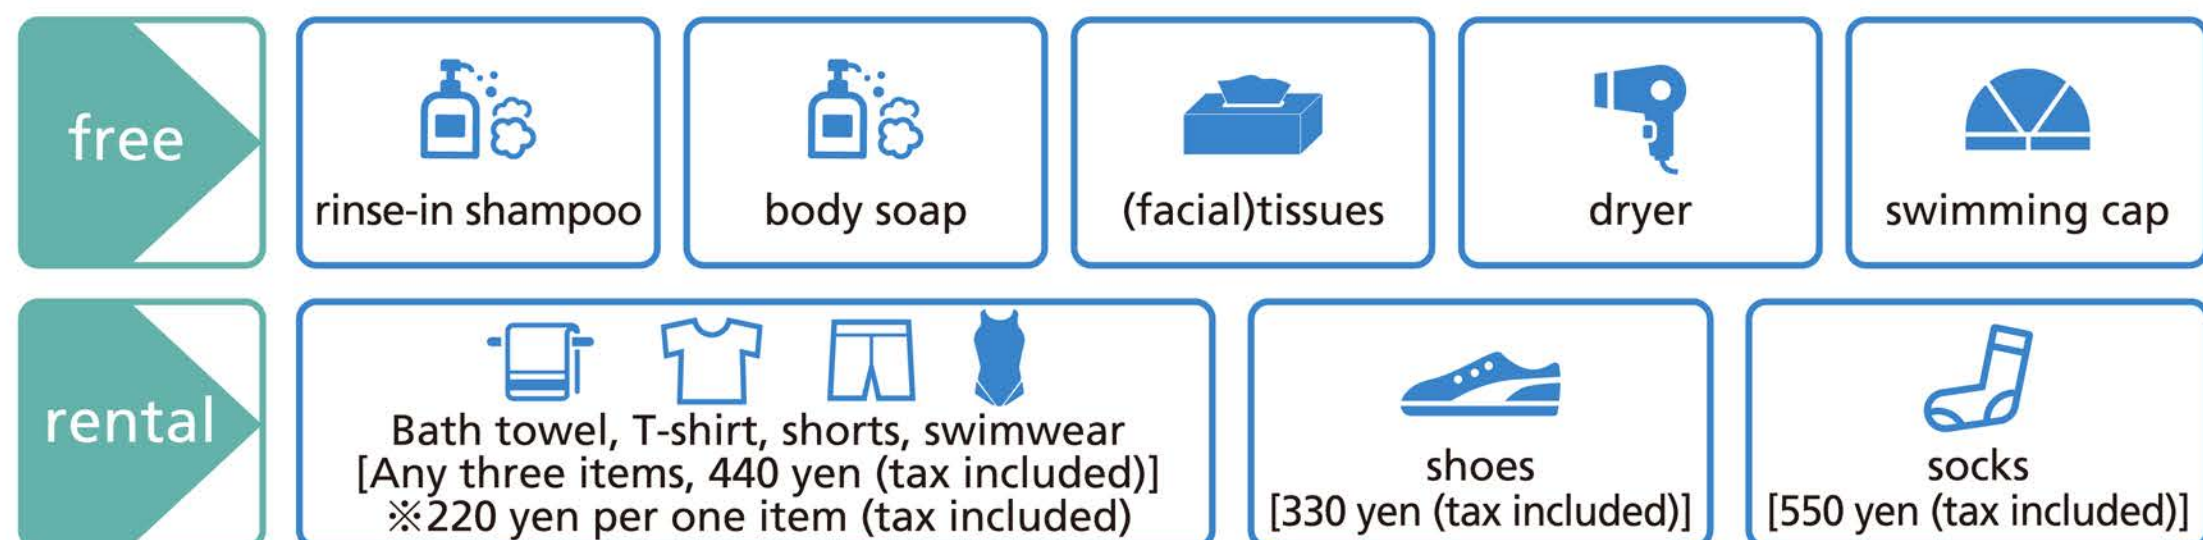 free
rinse-in shampoo
body soap
(facial)tissues
dryer
swimming cap
rental
Bath towel, T-shirt, shorts, swimwear
[Any three items, 440 yen (tax included)]
※220 yen per one item (tax included)
shoes
[330 yen (tax included)]
socks
[550 yen (tax included)]